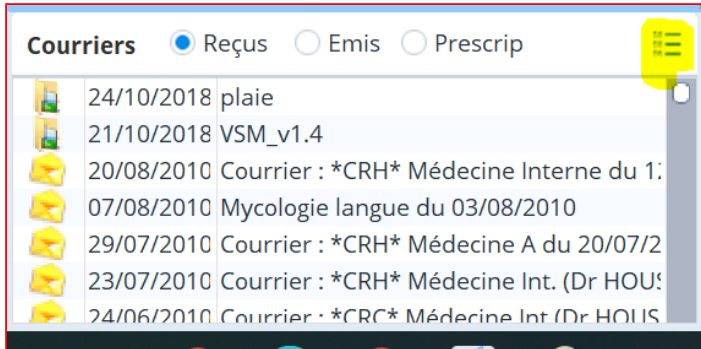 Courriers Reçus Emis Prescrip
24/10/2018 plaie
21/10/2018 VSM_v1.4
20/08/2010 Courrier : *CRH* Médecine Interne du 12
07/08/2010 Mycologie langue du 03/08/2010
29/07/2010 Courrier : *CRH* Médecine A du 20/07/2
23/07/2010 Courrier : *CRH* Médecine Int. (Dr HOUS
24/06/2010 Courrier : *CRC* Médecine Int (Dr HOUS